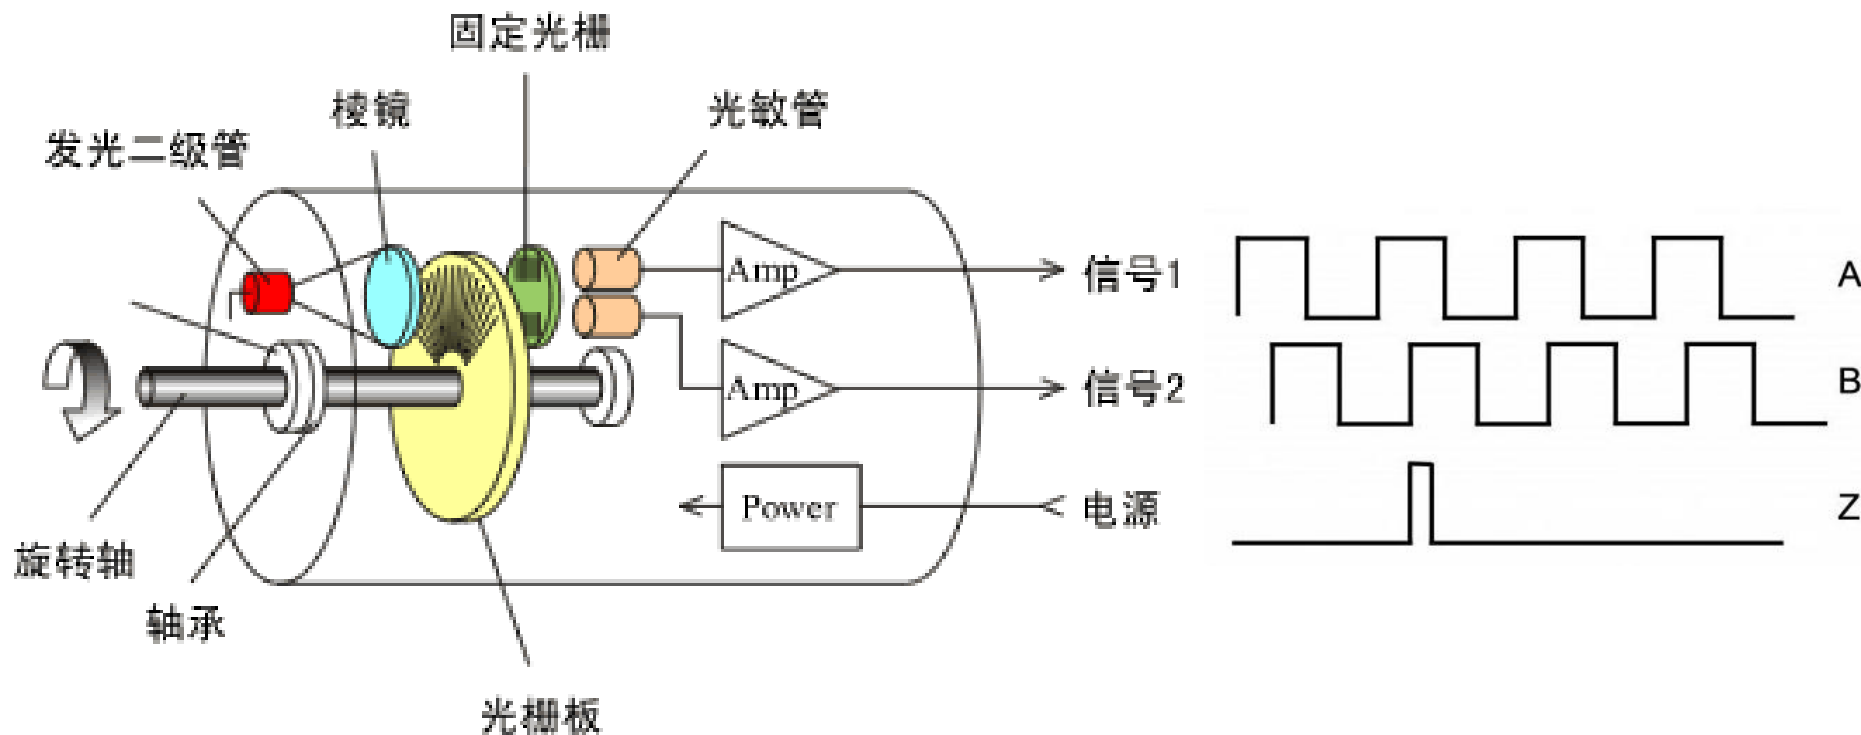 固定光栅
棱镜
光敏管
发光二级管
Amp
信号1
A
Amp
信号2
B
Power
电源
Z
旋转轴
轴承
光栅板